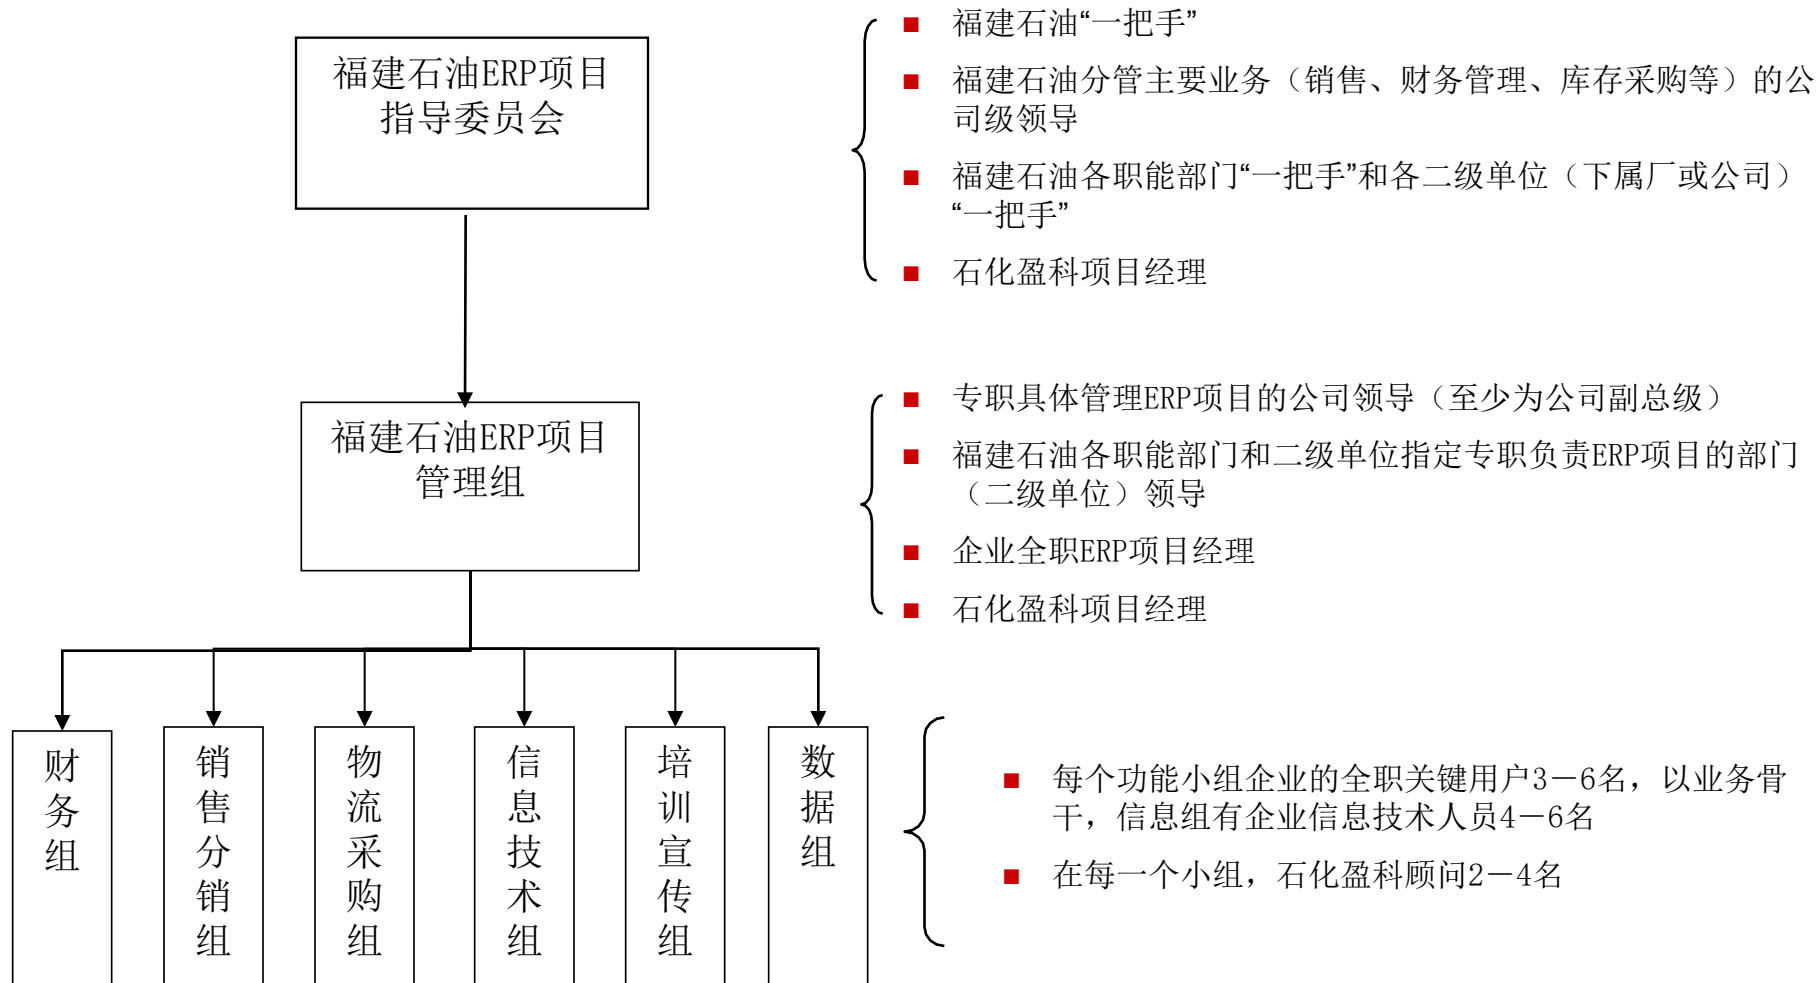 福建石油ERP项目
指导委员会
福建石油“一把手”
福建石油分管主要业务（销售、财务管理、库存采购等）的公
司级领导
福建石油各职能部门“一把手”和各二级单位（下属厂或公司）
“一把手”
石化盈科项目经理
福建石油ERP项目
管理组
专职具体管理ERP项目的公司领导（至少为公司副总级）
福建石油各职能部门和二级单位指定专职负责ERP项目的部门
（二级单位）领导
企业全职ERP项目经理
石化盈科项目经理
财务组
销售分销组
物流采购组
信息技术组
培训宣传组
数据组
每个功能小组企业的全职关键用户3－6名，以业务骨
干，信息组有企业信息技术人员4－6名
在每一个小组，石化盈科顾问2－4名